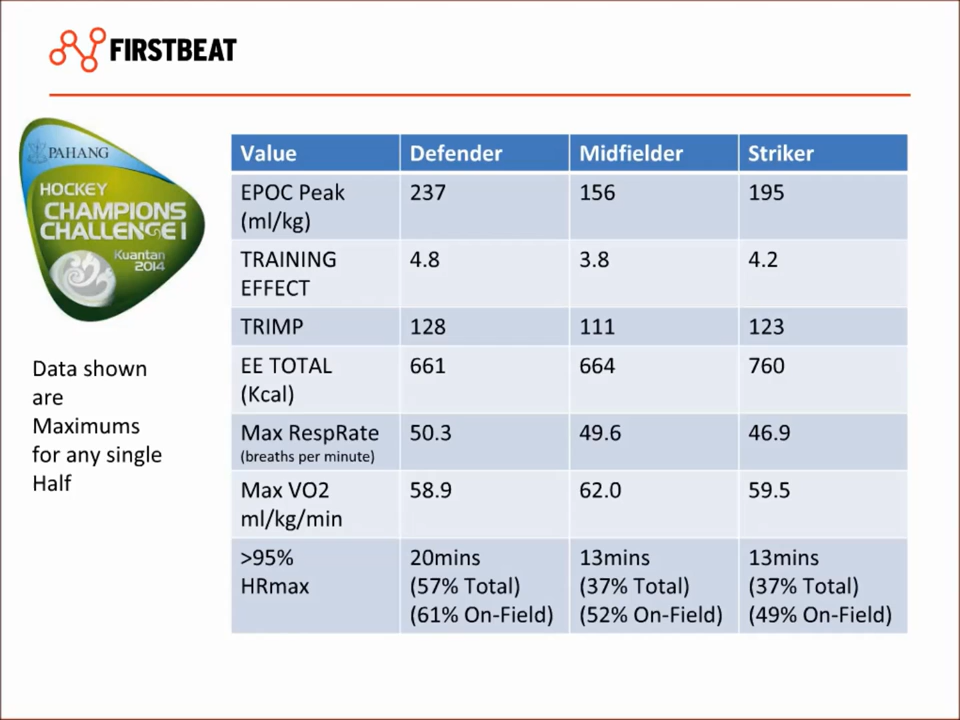 FIRSTBEAT
PAHANG
HOCKEY
CHAMPIONS
CHALLENGE I
Kuantan
2014
Data shown
are
Maximums
for any single
Half
Value Defender Midfielder Striker
EPOC Peak 237 156 195
(ml/kg)
TRAINING 4.8 3.8 4.2
EFFECT
TRIMP 128 111 123
EE TOTAL 661 664 760
(Kcal)
Max RespRate 50.3 49.6 46.9
(breaths per minute)
Max VO2 58.9 62.0 59.5
ml/kg/min
>95% 20mins 13mins 13mins
HRmax (57% Total) (37% Total) (37% Total)
(61% On-Field) (52% On-Field) (49% On-Field)